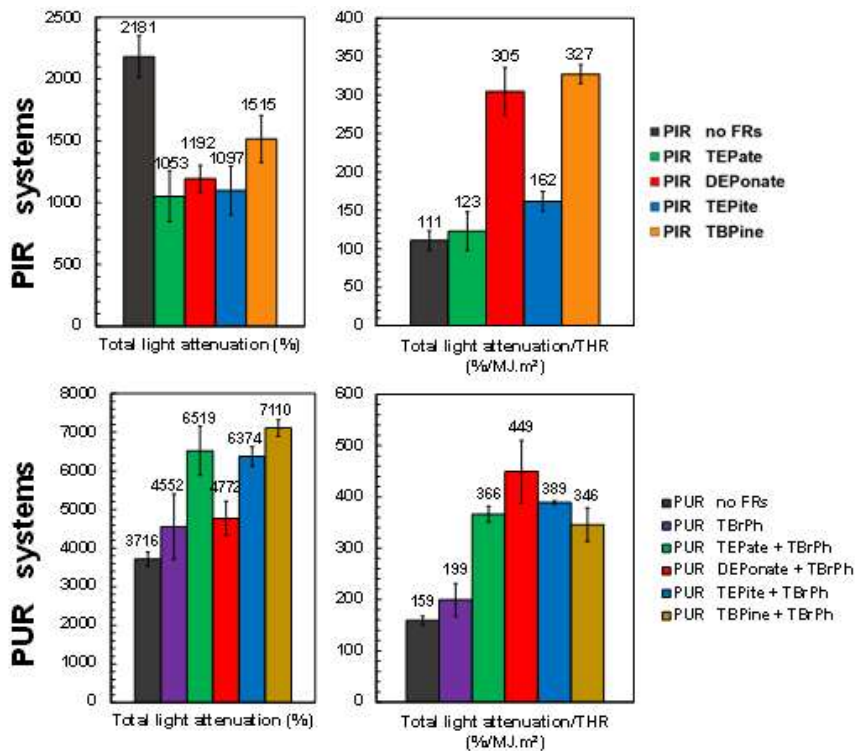 PIR systems
2500
2000
1500
1000
500
0
2181
1053
1192
1097
1515
Total light attenuation (%)
400
350
300
250
200
150
100
50
0
111
123
305
162
327
Total light attenuation/THR
(%/MJ.m²)
PIR no FRs
PIR TEPate
PIR DEPonate
PIR TEPite
PIR TBPine
PUR systems
8000
7000
6000
5000
4000
3000
2000
1000
0
3716
4552
6519
4772
6374
7110
Total light attenuation (%)
600
500
400
300
200
100
0
159
199
366
449
389
346
Total light attenuation/THR
(%/MJ.m²)
PUR no FRs
PUR TBrPh
PUR TEPate + TBrPh
PUR DEPonate + TBrPh
PUR TEPite + TBrPh
PUR TBPine + TBrPh